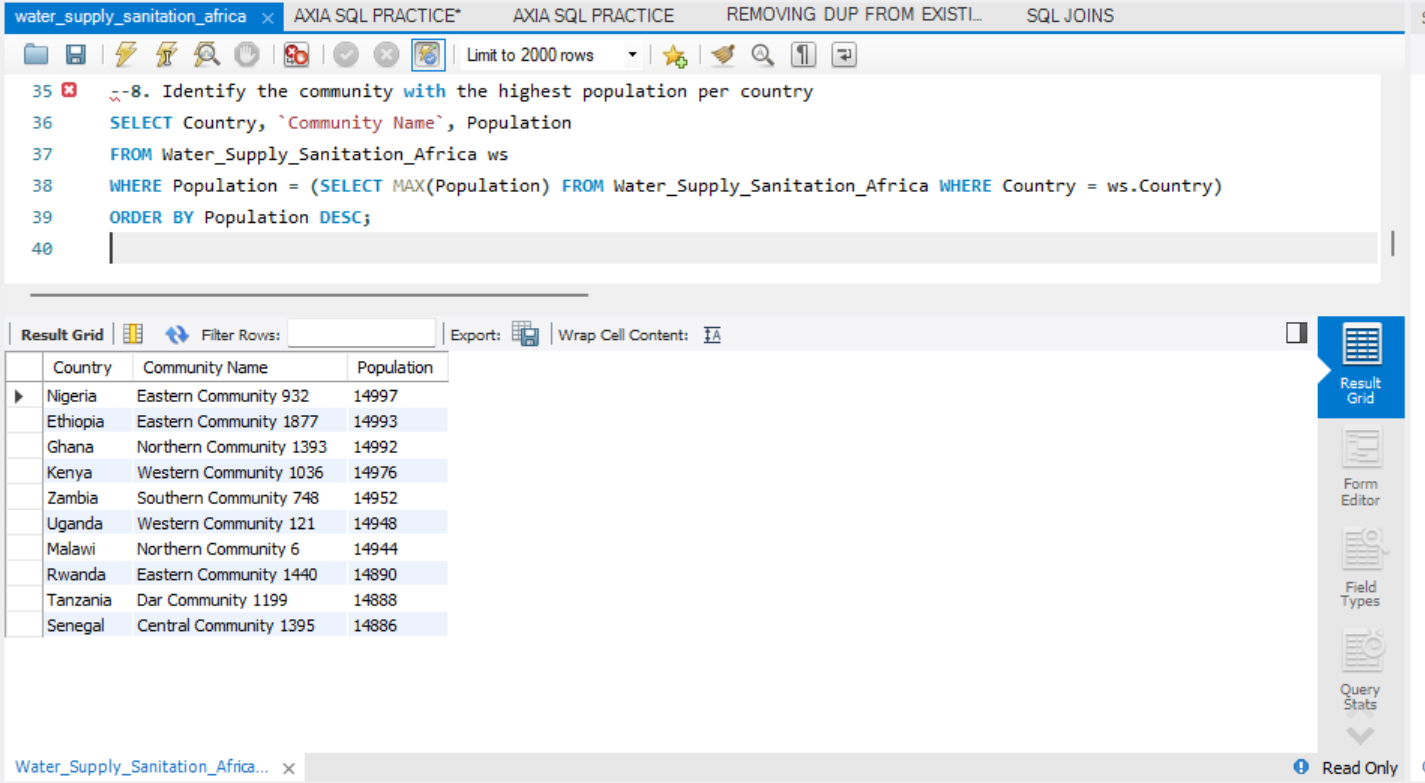 water_supply_sanitation_africa × AXIA SQL PRACTICE* AXIA SQL PRACTICE REMOVING DUP FROM EXISTI... SQL JOINS
Limit to 2000 rows
35 --8. Identify the community with the highest population per country
36 SELECT Country, `Community Name`, Population
37 FROM Water_Supply_Sanitation_Africa ws
38 WHERE Population = (SELECT MAX(Population) FROM Water_Supply_Sanitation_Africa WHERE Country = ws.Country)
39 ORDER BY Population DESC;
40
Result Grid Filter Rows: Export: Wrap Cell Content: IA
Country Community Name Population
Nigeria Eastern Community 932 14997
Ethiopia Eastern Community 1877 14993
Ghana Northern Community 1393 14992
Kenya Western Community 1036 14976
Zambia Southern Community 748 14952
Uganda Western Community 121 14948
Malawi Northern Community 6 14944
Rwanda Eastern Community 1440 14890
Tanzania Dar Community 1199 14888
Senegal Central Community 1395 14886
Result
Grid
Form
Editor
Field
Types
Query
Stats
Water_Supply_Sanitation_Africa... ×
Read Only